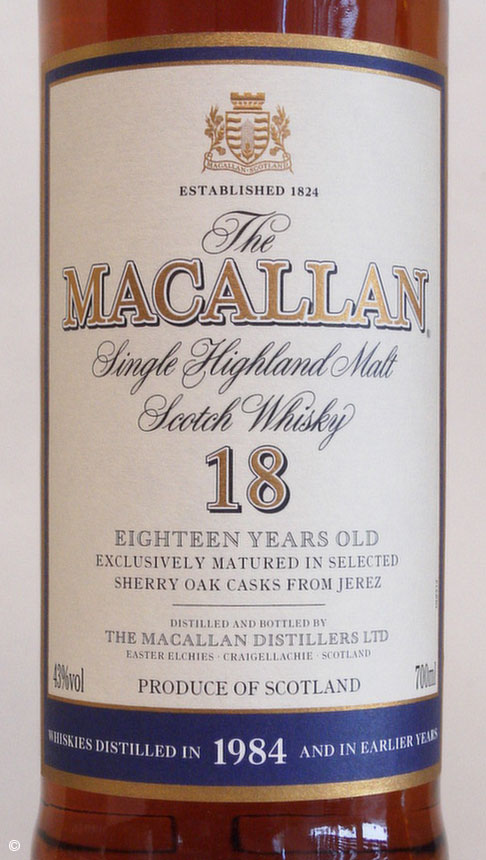 MACALLAN · SCOTLAND
ESTABLISHED 1824
The
MACALLAN®
Single Highland Malt
Scotch Whisky
18
EIGHTEEN YEARS OLD
EXCLUSIVELY MATURED IN SELECTED
SHERRY OAK CASKS FROM JEREZ
DISTILLED AND BOTTLED BY
THE MACALLAN DISTILLERS LTD
EASTER ELCHIES · CRAIGELLACHIE · SCOTLAND
43%vol PRODUCE OF SCOTLAND 700ml
WHISKIES DISTILLED IN 1984 AND IN EARLIER YEARS
©